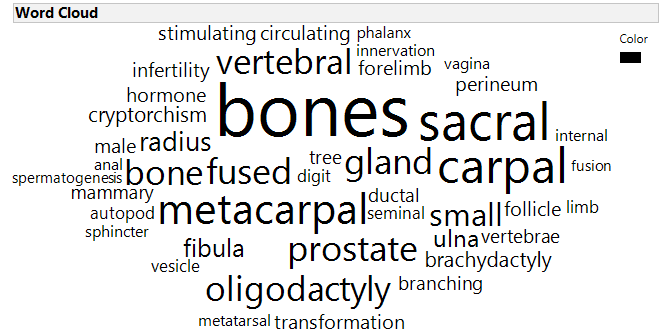 Word Cloud
Color
stimulating circulating phalanx
innervation
infertility vertebral forelimb vagina
perineum
hormone
cryptorchism bones sacral
internal
male radius
anal bone fused tree gland carpal fusion
spermatogenesis digit
mammary
ductal
autopod metacarpal seminal small follicle limb
sphincter
fibula prostate ulna vertebrae
vesicle brachydactyly
oligodactyly branching
metatarsal transformation